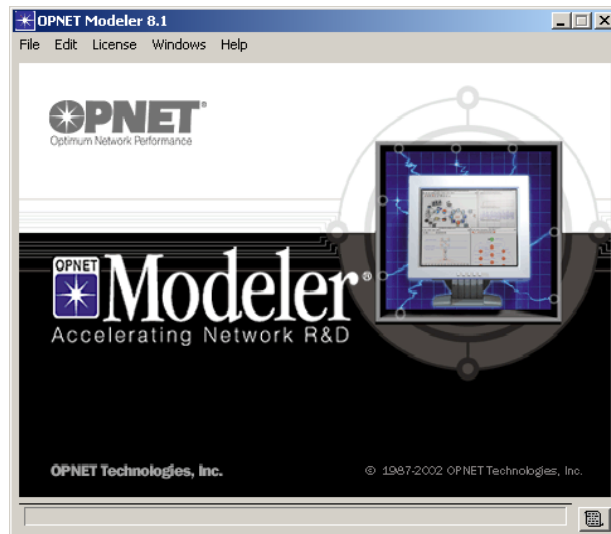 OPNET Modeler 8.1
File Edit License Windows Help
OPNET®
Optimum Network Performance
OPNET
Modeler®
Accelerating Network R&D
OPNET Technologies, Inc.
© 1987-2002 OPNET Technologies, Inc.